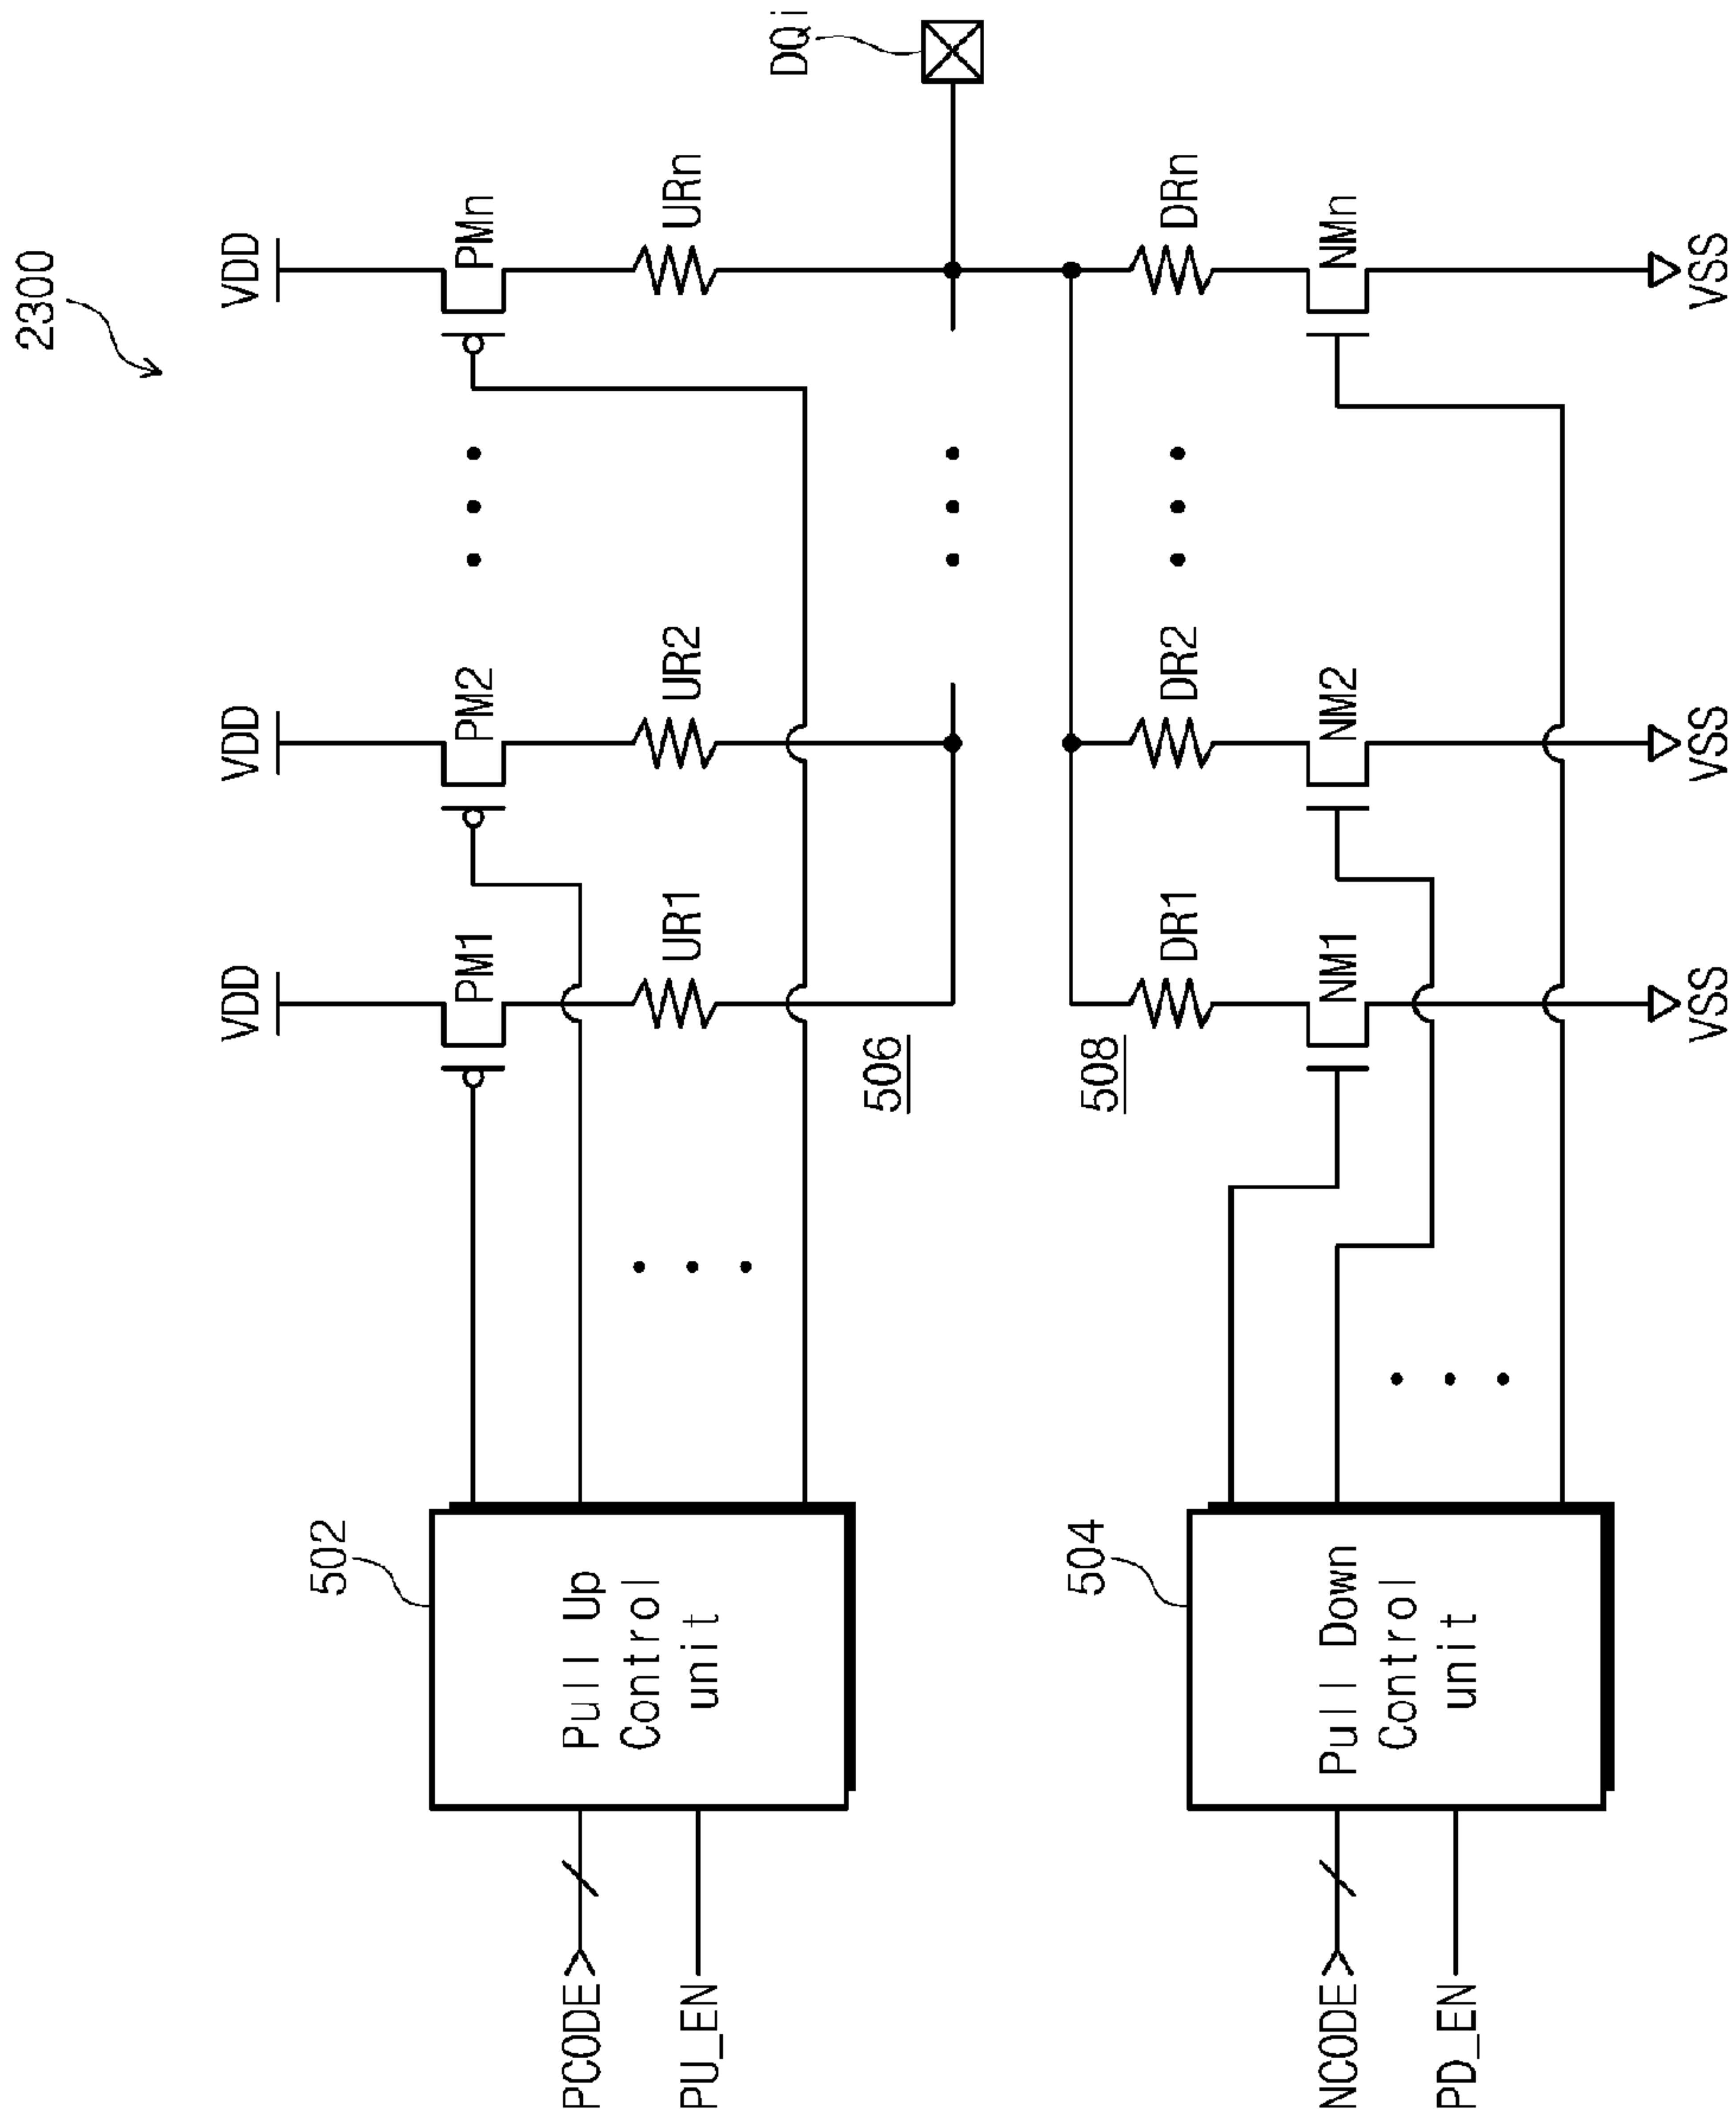 2300
VDD
VDD
VDD
502
PM1
PM2
PMn
PCODE
PU_EN
Pull Up
Control
unit
UR1
UR2
URn
DQi
506
508
504
DR1
DR2
DRn
NCODE
PD_EN
Pull Down
Control
unit
NM1
NM2
NMn
VSS
VSS
VSS